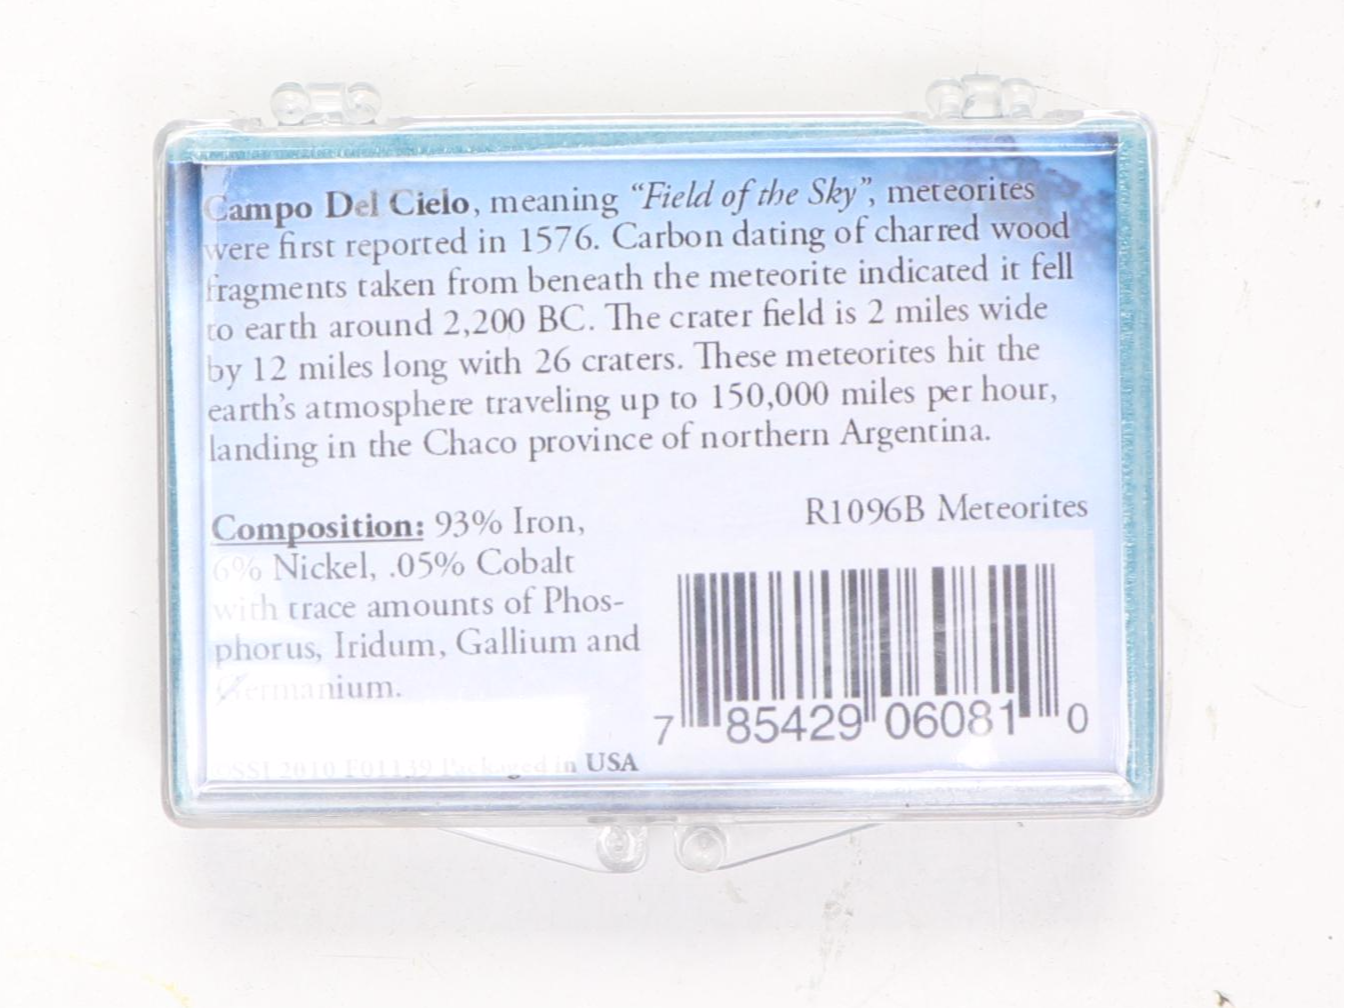 Campo Del Cielo, meaning “Field of the Sky”, meteorites
were first reported in 1576. Carbon dating of charred wood
fragments taken from beneath the meteorite indicated it fell
to earth around 2,200 BC. The crater field is 2 miles wide
by 12 miles long with 26 craters. These meteorites hit the
earth’s atmosphere traveling up to 150,000 miles per hour,
landing in the Chaco province of northern Argentina.
R1096B Meteorites
Composition: 93% Iron,
6% Nickel, .05% Cobalt
with trace amounts of Phos-
phorus, Iridum, Gallium and
Germanium.
7 85429 06081 0
©SSI 2010 F01139 Packaged in USA